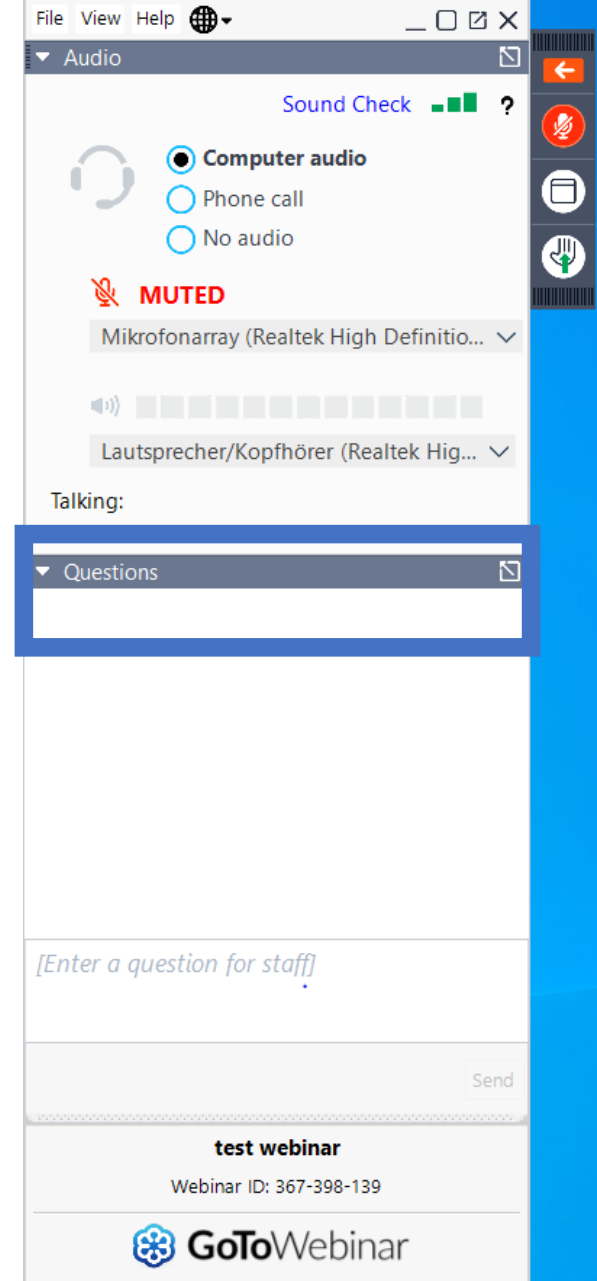 File View Help
Audio
Sound Check ?
Computer audio
Phone call
No audio
MUTED
Mikrofonarray (Realtek High Definitio...
Lautsprecher/Kopfhörer (Realtek Hig...
Talking:
Questions
[Enter a question for staff]
Send
test webinar
Webinar ID: 367-398-139
GoToWebinar